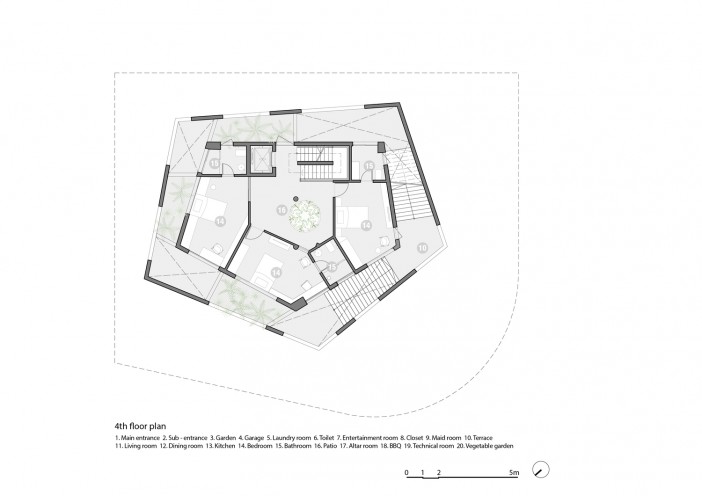 15
15
16
14
14
14
15
10
4th floor plan
1. Main entrance 2. Sub - entrance 3. Garden 4. Garage 5. Laundry room 6. Toilet 7. Entertainment room 8. Closet 9. Maid room 10. Terrace
11. Living room 12. Dining room 13. Kitchen 14. Bedroom 15. Bathroom 16. Patio 17. Altar room 18. BBQ 19. Technical room 20. Vegetable garden
0 1 2 5m